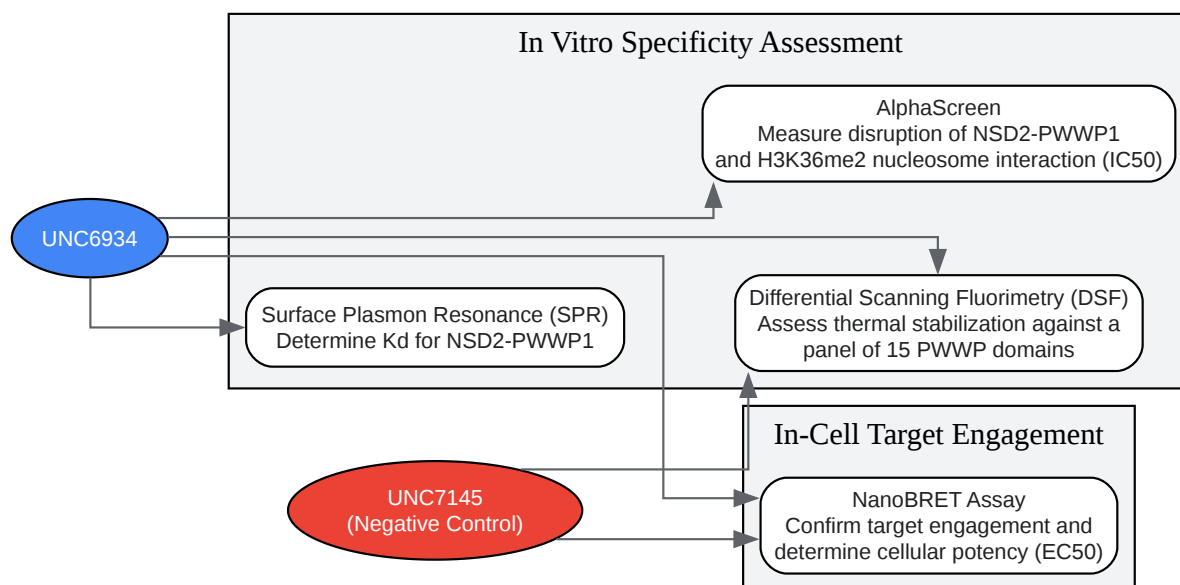 In Vitro Specificity Assessment
AlphaScreen
Measure disruption of NSD2-PWWP1
and H3K36me2 nucleosome interaction (IC50)
UNC6934
Surface Plasmon Resonance (SPR)
Determine Kd for NSD2-PWWP1
Differential Scanning Fluorimetry (DSF)
Assess thermal stabilization against a
panel of 15 PWWP domains
In-Cell Target Engagement
UNC7145
(Negative Control)
NanoBRET Assay
Confirm target engagement and
determine cellular potency (EC50)